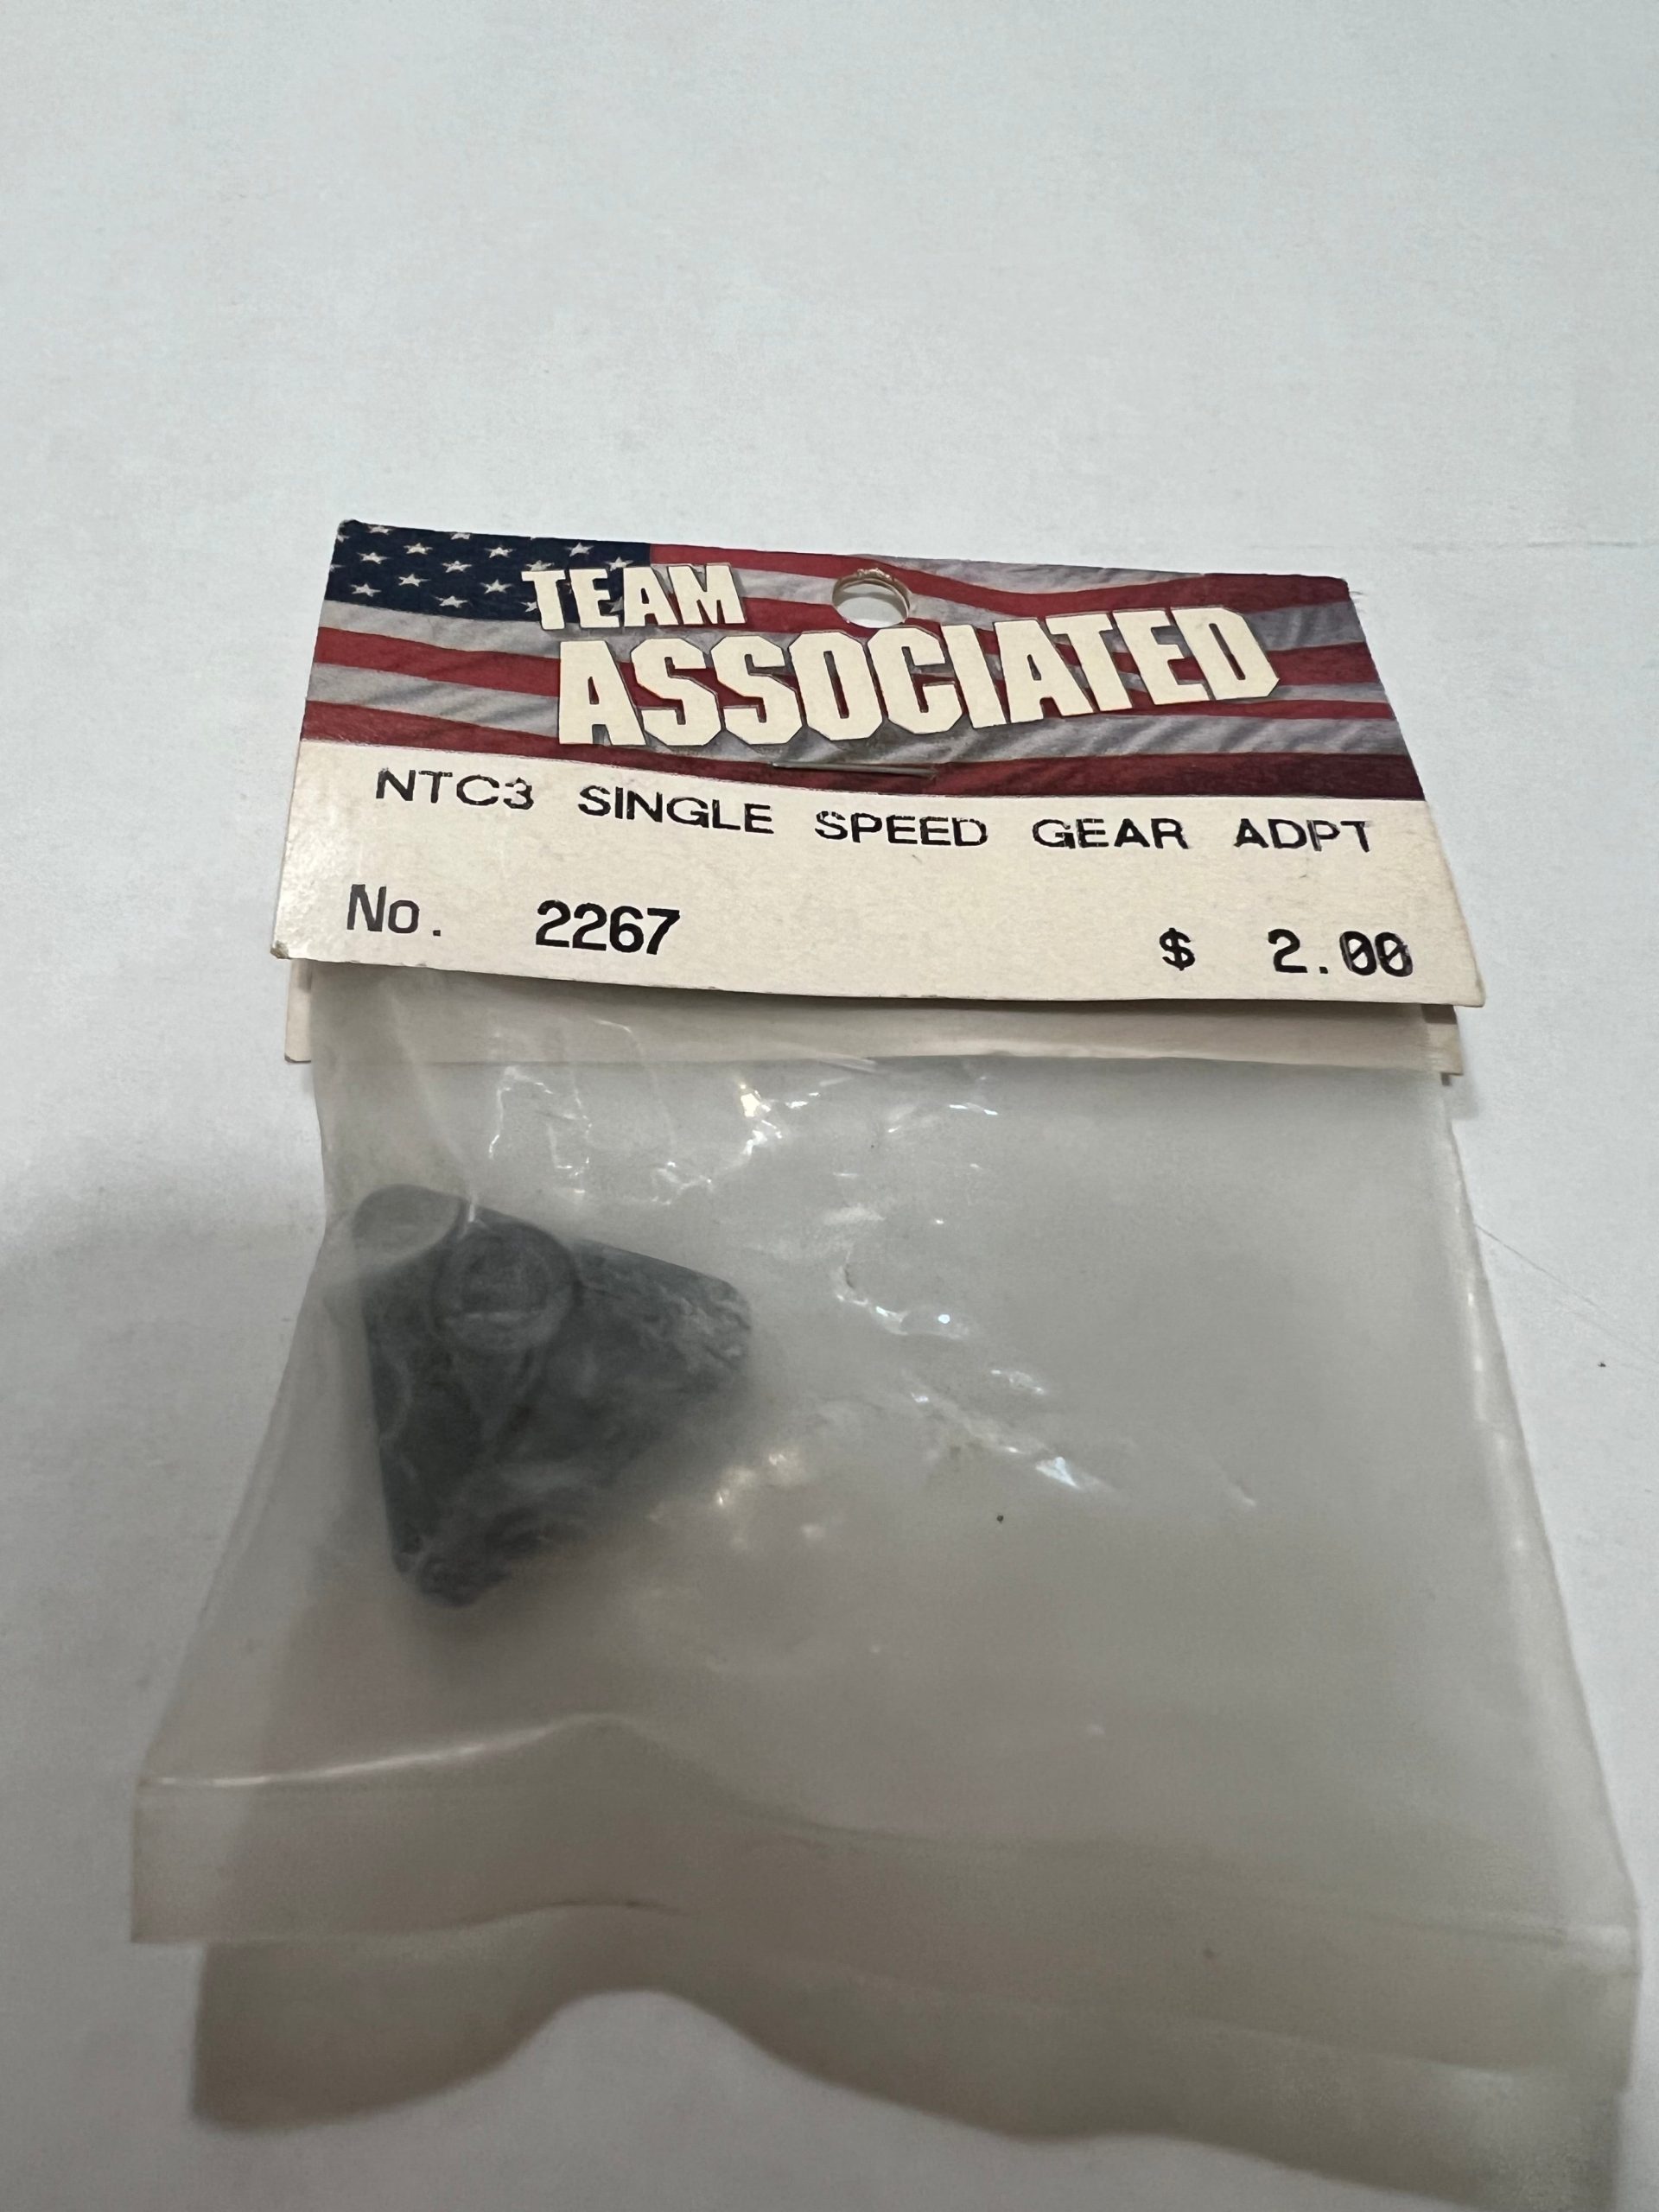 TEAM
ASSOCIATED
NTC3 SINGLE SPEED GEAR ADPT
No. 2267 $ 2.00